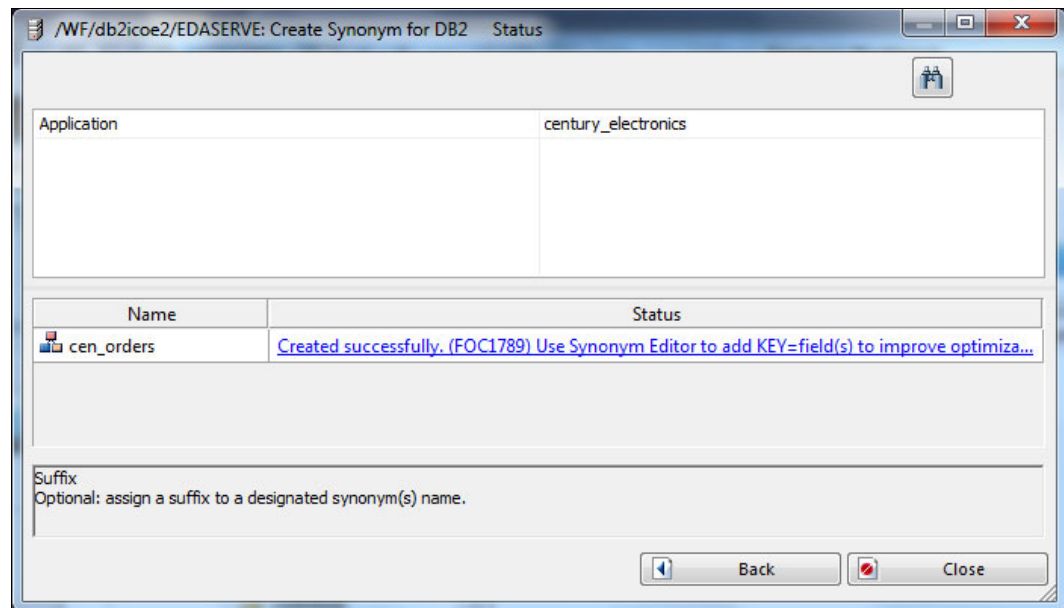 /WF/db2icoe2/EDASERVE: Create Synonym for DB2 Status
Application century_electronics
Name Status
cen_orders Created successfully. (FOC1789) Use Synonym Editor to add KEY=field(s) to improve optimiza...
Suffix
Optional: assign a suffix to a designated synonym(s) name.
Back Close